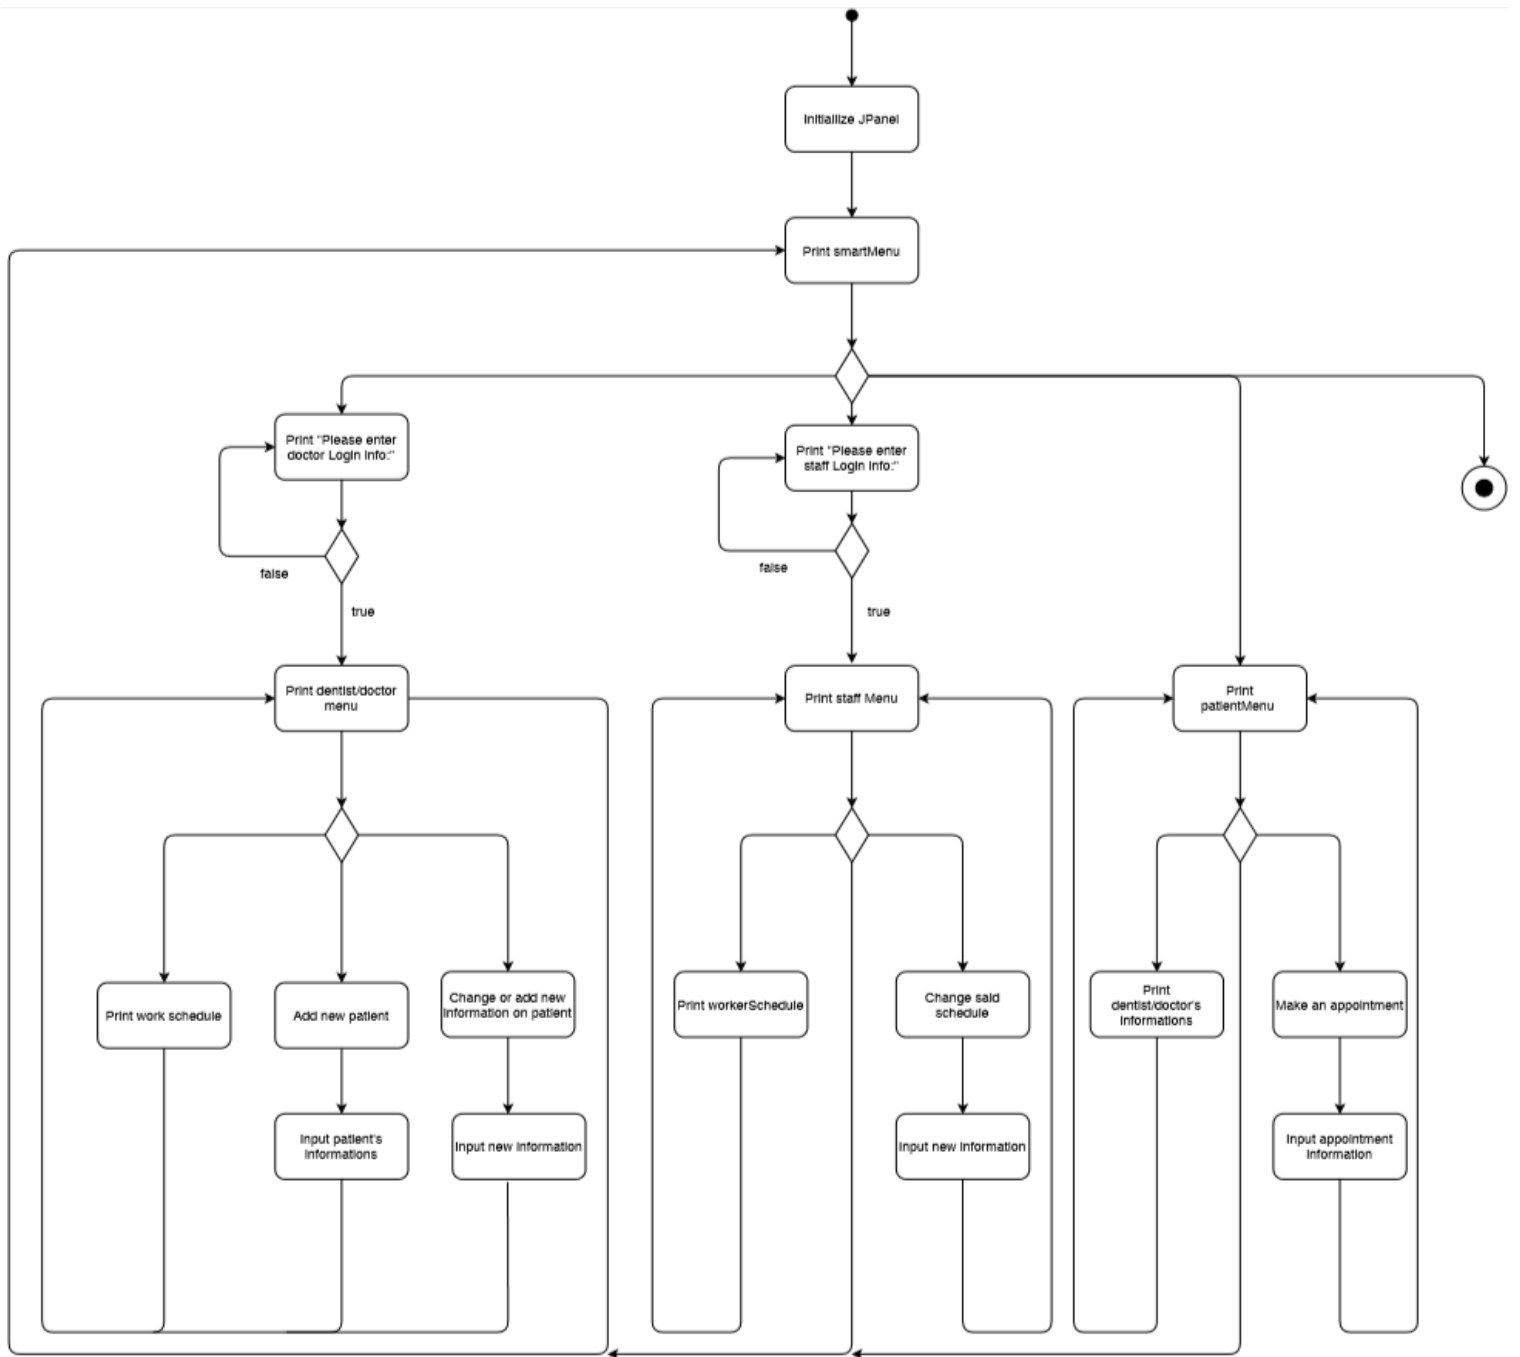 Initiallize JPanel
Print smartMenu
Print "Please enter
doctor Login Info:"
Print "Please enter
staff Login Info:"
false
true
false
true
Print dentist/doctor
menu
Print staff Menu
Print
patientMenu
Print work schedule
Add new patient
Change or add new
information on patient
Print workerSchedule
Change said
schedule
Print
dentist/doctor's
Informations
Make an appointment
Input patient's
informations
Input new Information
Input new Information
Input appointment
information